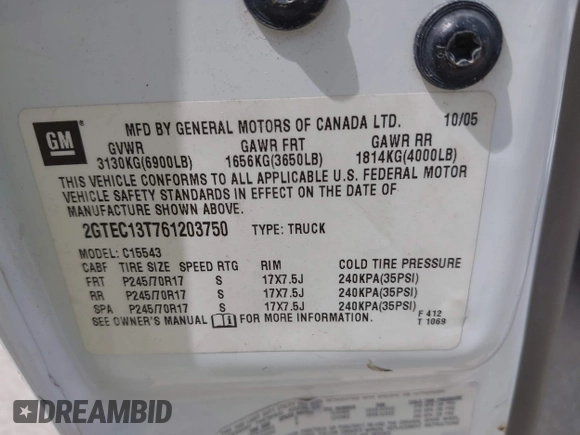 GM
MFD BY GENERAL MOTORS OF CANADA LTD. 10/05
GVWR GAWR FRT GAWR RR
3130KG(6900LB) 1656KG(3650LB) 1814KG(4000LB)
THIS VEHICLE CONFORMS TO ALL APPLICABLE U.S. FEDERAL MOTOR
VEHICLE SAFETY STANDARDS IN EFFECT ON THE DATE OF
MANUFACTURE SHOWN ABOVE.
2GTEC13T761203750 TYPE: TRUCK
MODEL: C15543
CABF TIRE SIZE SPEED RTG RIM COLD TIRE PRESSURE
FRT P245/70R17 S 17X7.5J 240KPA(35PSI)
RR P245/70R17 S 17X7.5J 240KPA(35PSI)
SPA P245/70R17 S 17X7.5J 240KPA(35PSI)
SEE OWNER'S MANUAL FOR MORE INFORMATION.
F 412
T 1069
DREAMBID